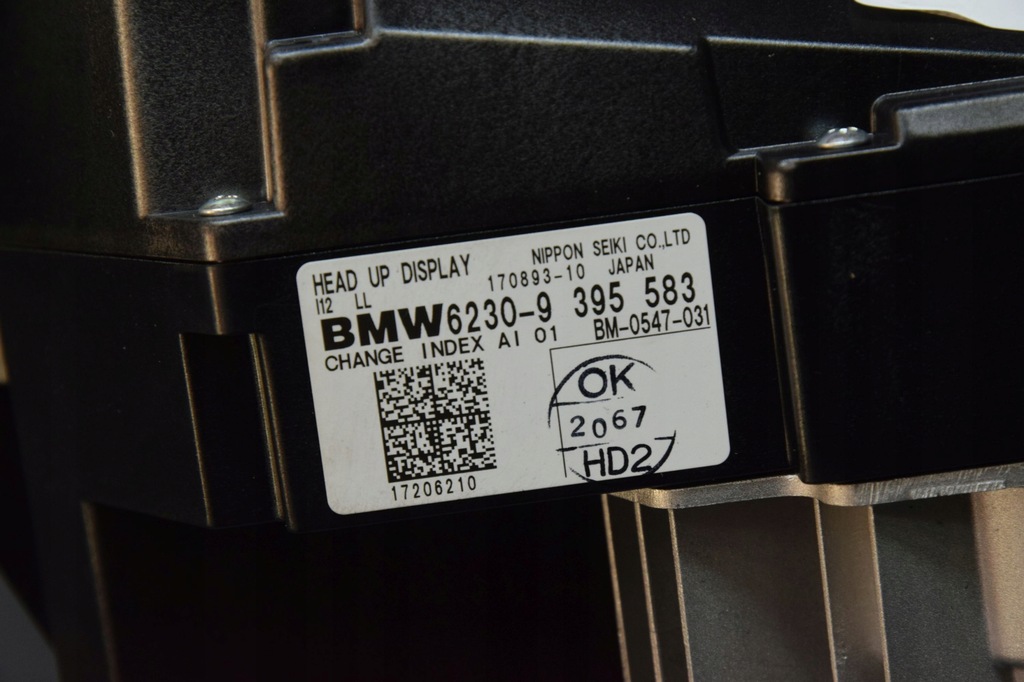 HEAD UP DISPLAY NIPPON SEIKI CO.,LTD
I12 LL 170893-10 JAPAN
BMW 6230-9 395 583
CHANGE INDEX AI 01 BM-0547-031
OK
2067
HD2
17206210